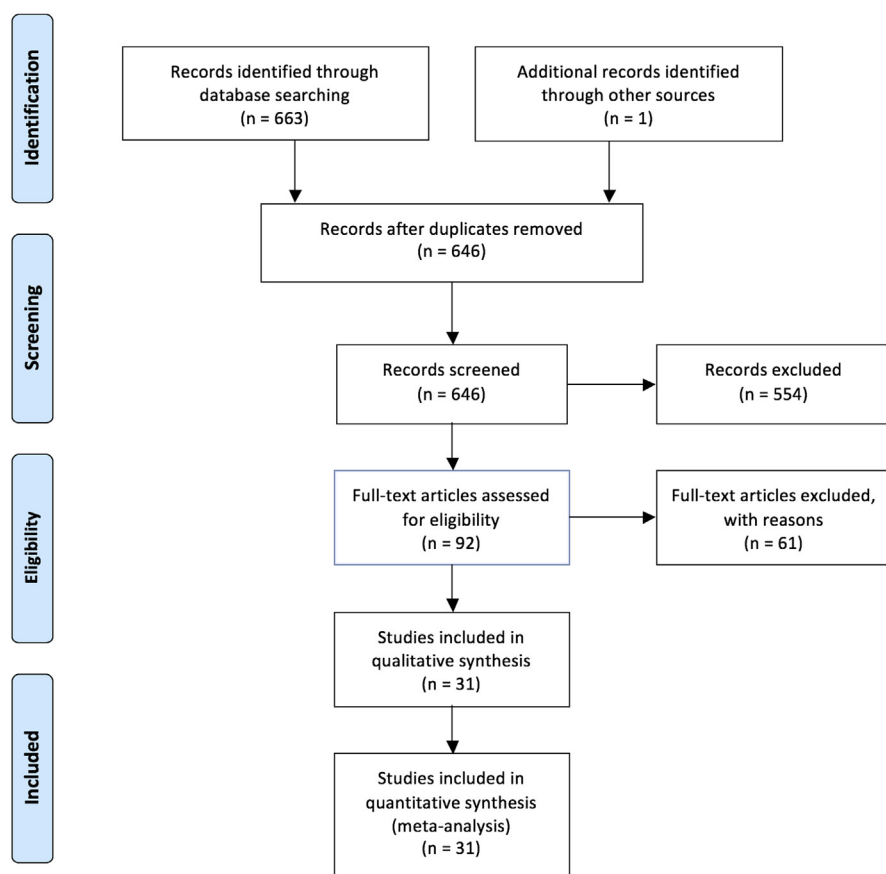 Identification
Records identified through
database searching
(n = 663)
Additional records identified
through other sources
(n = 1)
Records after duplicates removed
(n = 646)
Screening
Records screened
(n = 646)
Records excluded
(n = 554)
Eligibility
Full-text articles assessed
for eligibility
(n = 92)
Full-text articles excluded,
with reasons
(n = 61)
Studies included in
qualitative synthesis
(n = 31)
Included
Studies included in
quantitative synthesis
(meta-analysis)
(n = 31)